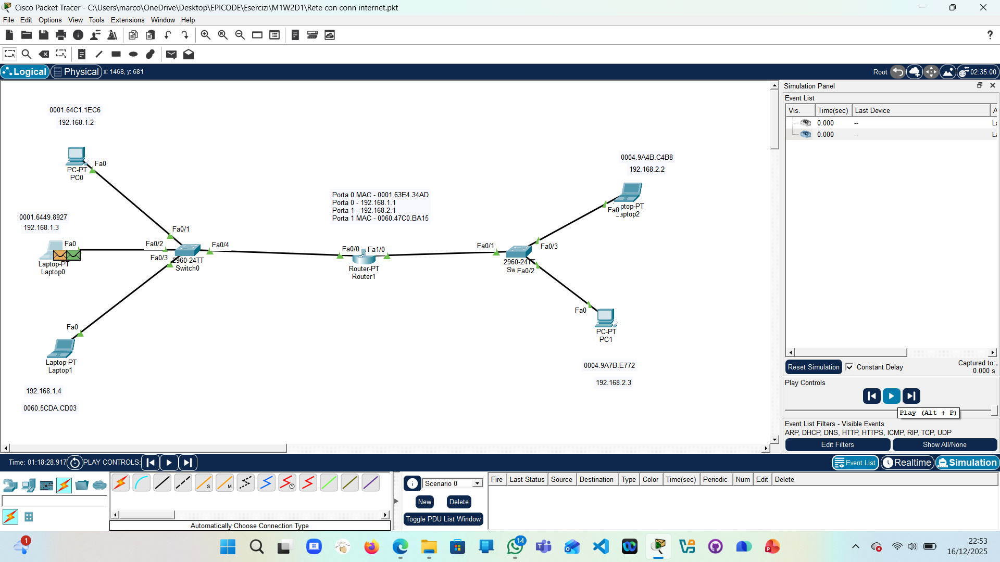 Cisco Packet Tracer - C:\Users\marco\OneDrive\Desktop\EPICODE\Esercizi\M1W2D1\Rete con conn internet.pkt
File Edit Options View Tools Extensions Window Help
?
Logical Physical x: 1468, y: 681
Root 02:35:00
0001.64C1.1EC6
192.168.1.2
Fa0
PC-PT
PC0
0001.6449.8927
192.168.1.3
Fa0
Laptop-PT
Laptop0
Fa0/1
Fa0/2
Fa0/3
Fa0/4
2960-24TT
Switch0
Fa0
Laptop-PT
Laptop1
192.168.1.4
0060.5CDA.CD03
Porta 0 MAC - 0001.63E4.34AD
Porta 0 - 192.168.1.1
Porta 1 - 192.168.2.1
Porta 1 MAC - 0060.47C0.BA15
Fa0/0 Fa1/0
Router-PT
Router1
Fa0/1
Fa0/3
2960-24TT
Sw Fa0/2
0004.9A4B.C4B8
192.168.2.2
Fa0 ptop-PT
aptop2
Fa0
PC-PT
PC1
0004.9A7B.E772
192.168.2.3
Simulation Panel
Event List
Vis. Time(sec) Last Device A
0.000 -- La
0.000 -- La
Reset Simulation Constant Delay
Captured to:
0.000 s
Play Controls
Play (Alt + P)
Event List Filters - Visible Events
ARP, DHCP, DNS, HTTP, HTTPS, ICMP, RIP, TCP, UDP
Edit Filters Show All/None
Time: 01:18:28.917 PLAY CONTROLS:
Event List Realtime Simulation
S M
Automatically Choose Connection Type
Scenario 0
New Delete
Toggle PDU List Window
Fire Last Status Source Destination Type Color Time(sec) Periodic Num Edit Delete
1
14
22:53
16/12/2025